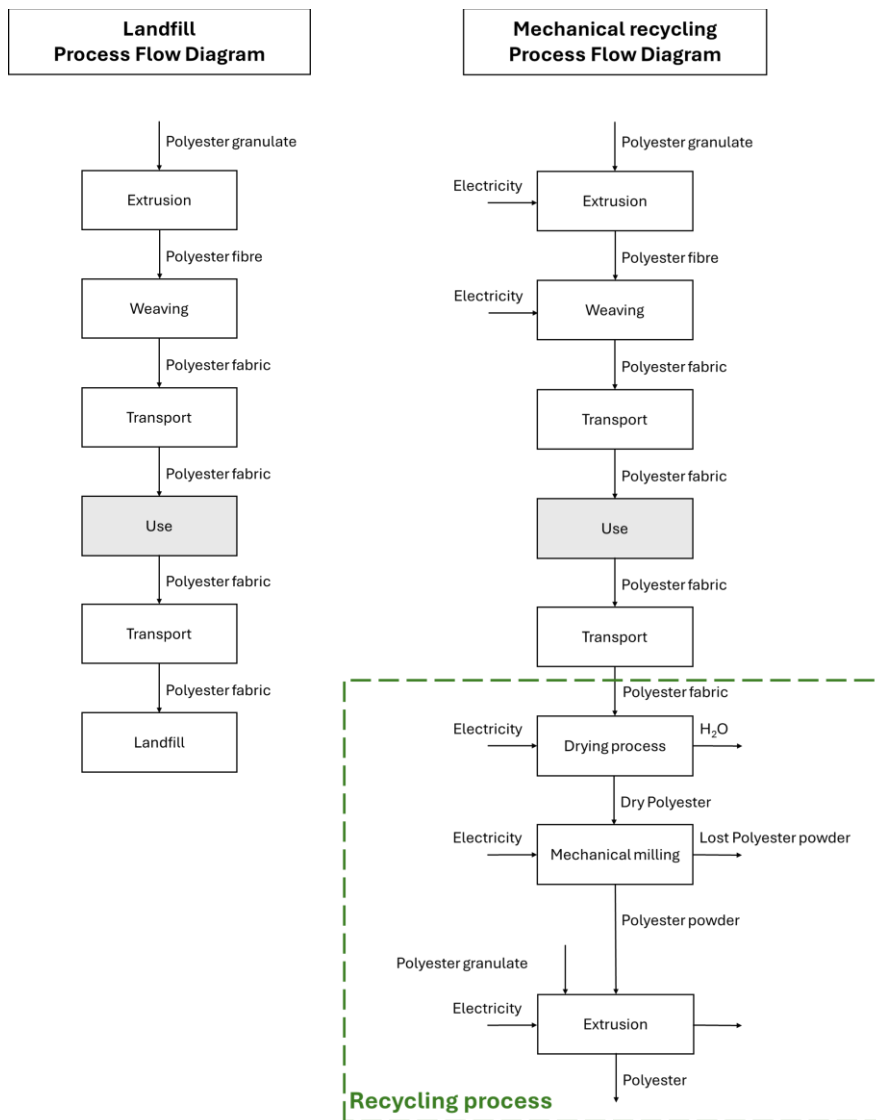 Landfill
Process Flow Diagram
Polyester granulate
Extrusion
Polyester fibre
Weaving
Polyester fabric
Transport
Polyester fabric
Use
Polyester fabric
Transport
Polyester fabric
Landfill
Mechanical recycling
Process Flow Diagram
Polyester granulate
Electricity
Extrusion
Polyester fibre
Electricity
Weaving
Polyester fabric
Transport
Polyester fabric
Use
Polyester fabric
Transport
Polyester fabric
Electricity
Drying process
H₂O
Dry Polyester
Electricity
Mechanical milling
Lost Polyester powder
Polyester powder
Polyester granulate
Electricity
Extrusion
Polyester
Recycling process